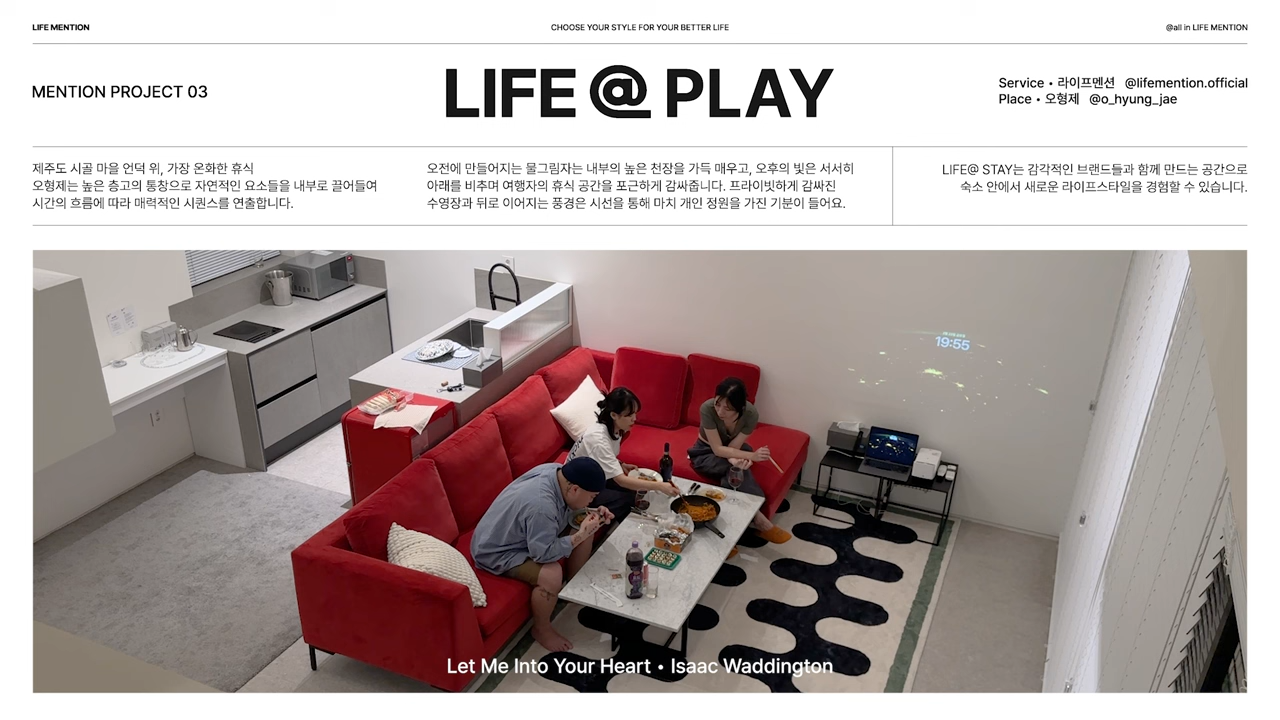 LIFE MENTION
CHOOSE YOUR STYLE FOR YOUR BETTER LIFE
@all in LIFE MENTION
MENTION PROJECT 03
LIFE @ PLAY
Service • 라이프멘션 @lifemention.official
Place • 오형제 @o_hyung_jae
제주도 시골 마을 언덕 위, 가장 온화한 휴식
오형제는 높은 층고의 통창으로 자연적인 요소들을 내부로 끌어들여
시간의 흐름에 따라 매력적인 시퀀스를 연출합니다.
오전에 만들어지는 물그림자는 내부의 높은 천장을 가득 매우고, 오후의 빛은 서서히
아래를 비추며 여행자의 휴식 공간을 포근하게 감싸줍니다. 프라이빗하게 감싸진
수영장과 뒤로 이어지는 풍경은 시선을 통해 마치 개인 정원을 가진 기분이 들어요.
LIFE@ STAY는 감각적인 브랜드들과 함께 만드는 공간으로
숙소 안에서 새로운 라이프스타일을 경험할 수 있습니다.
19:55
Let Me Into Your Heart • Isaac Waddington